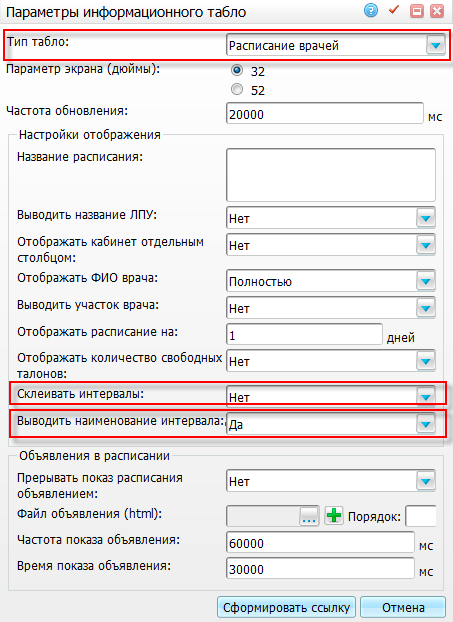 Параметры информационного табло
Тип табло: Расписание врачей
Параметр экрана (дюймы): 32
52
Частота обновления: 20000 мс
Настройки отображения
Название расписания:
Выводить название ЛПУ: Нет
Отображать кабинет отдельным
столбцом: Нет
Отображать ФИО врача: Полностью
Выводить участок врача: Нет
Отображать расписание на: 1 дней
Отображать количество свободных
талонов: Нет
Склеивать интервалы: Нет
Выводить наименование интервала: Да
Объявления в расписании
Прерывать показ расписания
объявлением: Нет
Файл объявления (html): ... Порядок:
Частота показа объявления: 60000 мс
Время показа объявления: 30000 мс
Сформировать ссылку Отмена